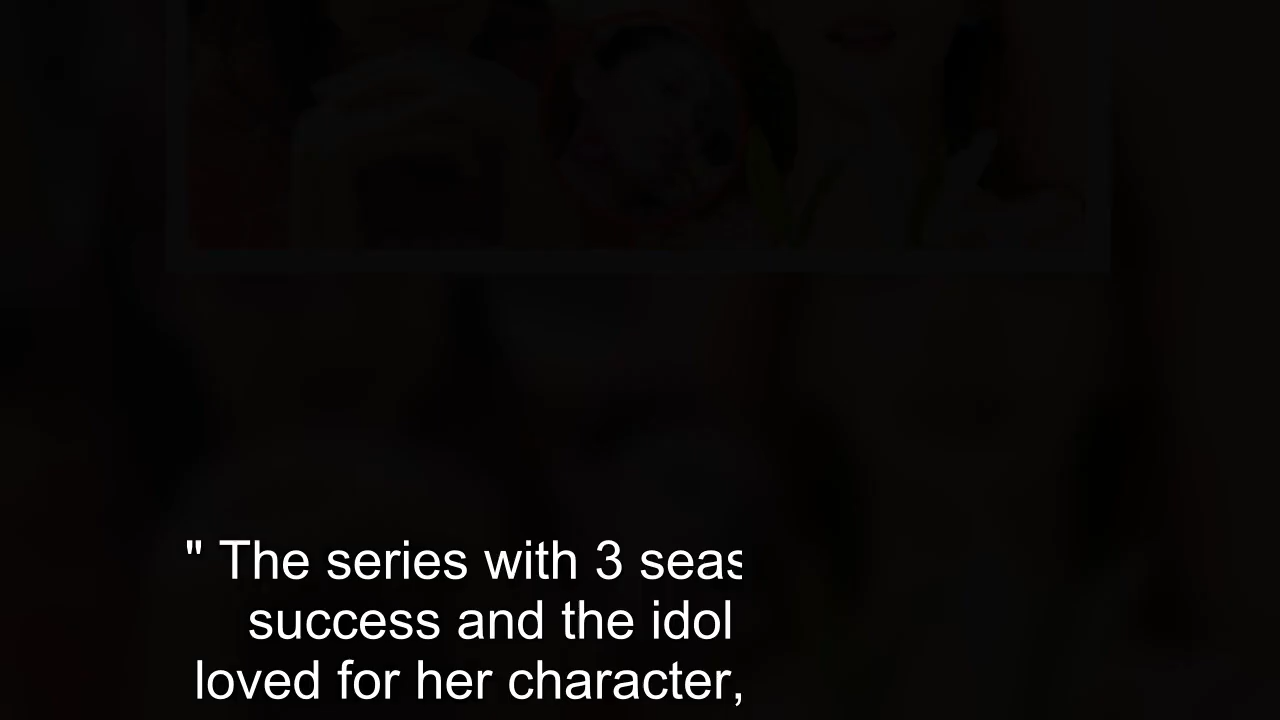 " The series with 3 seas
success and the idol
loved for her character,